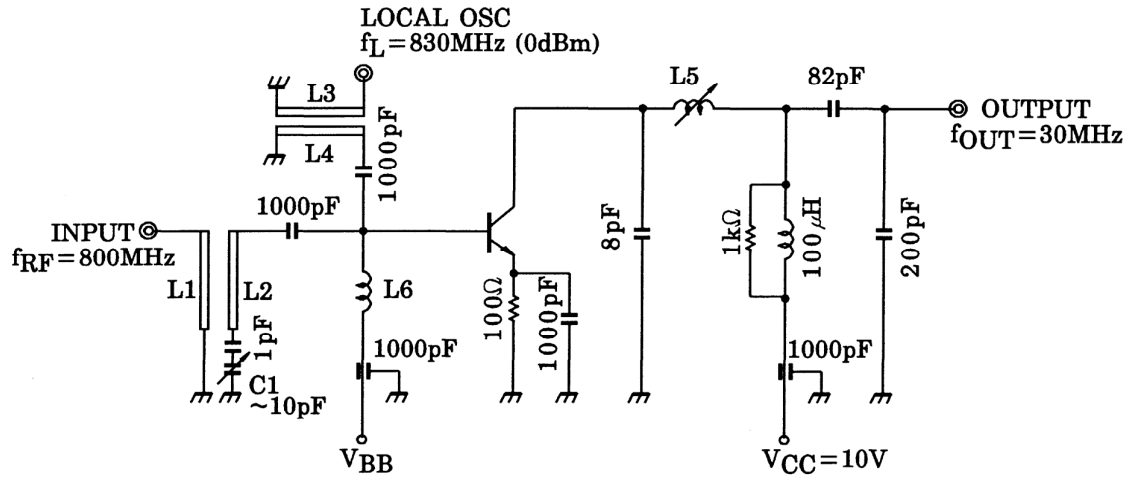 LOCAL OSC
fL=830MHz (0dBm)
L3
L4
1000pF
L5
82pF
OUTPUT
fOUT=30MHz
1000pF
INPUT
fRF=800MHz
L1
L2
L6
1pF
C1
~10pF
1000pF
VBB
100Ω
1000pF
8pF
1kΩ
100μH
200pF
1000pF
VCC=10V